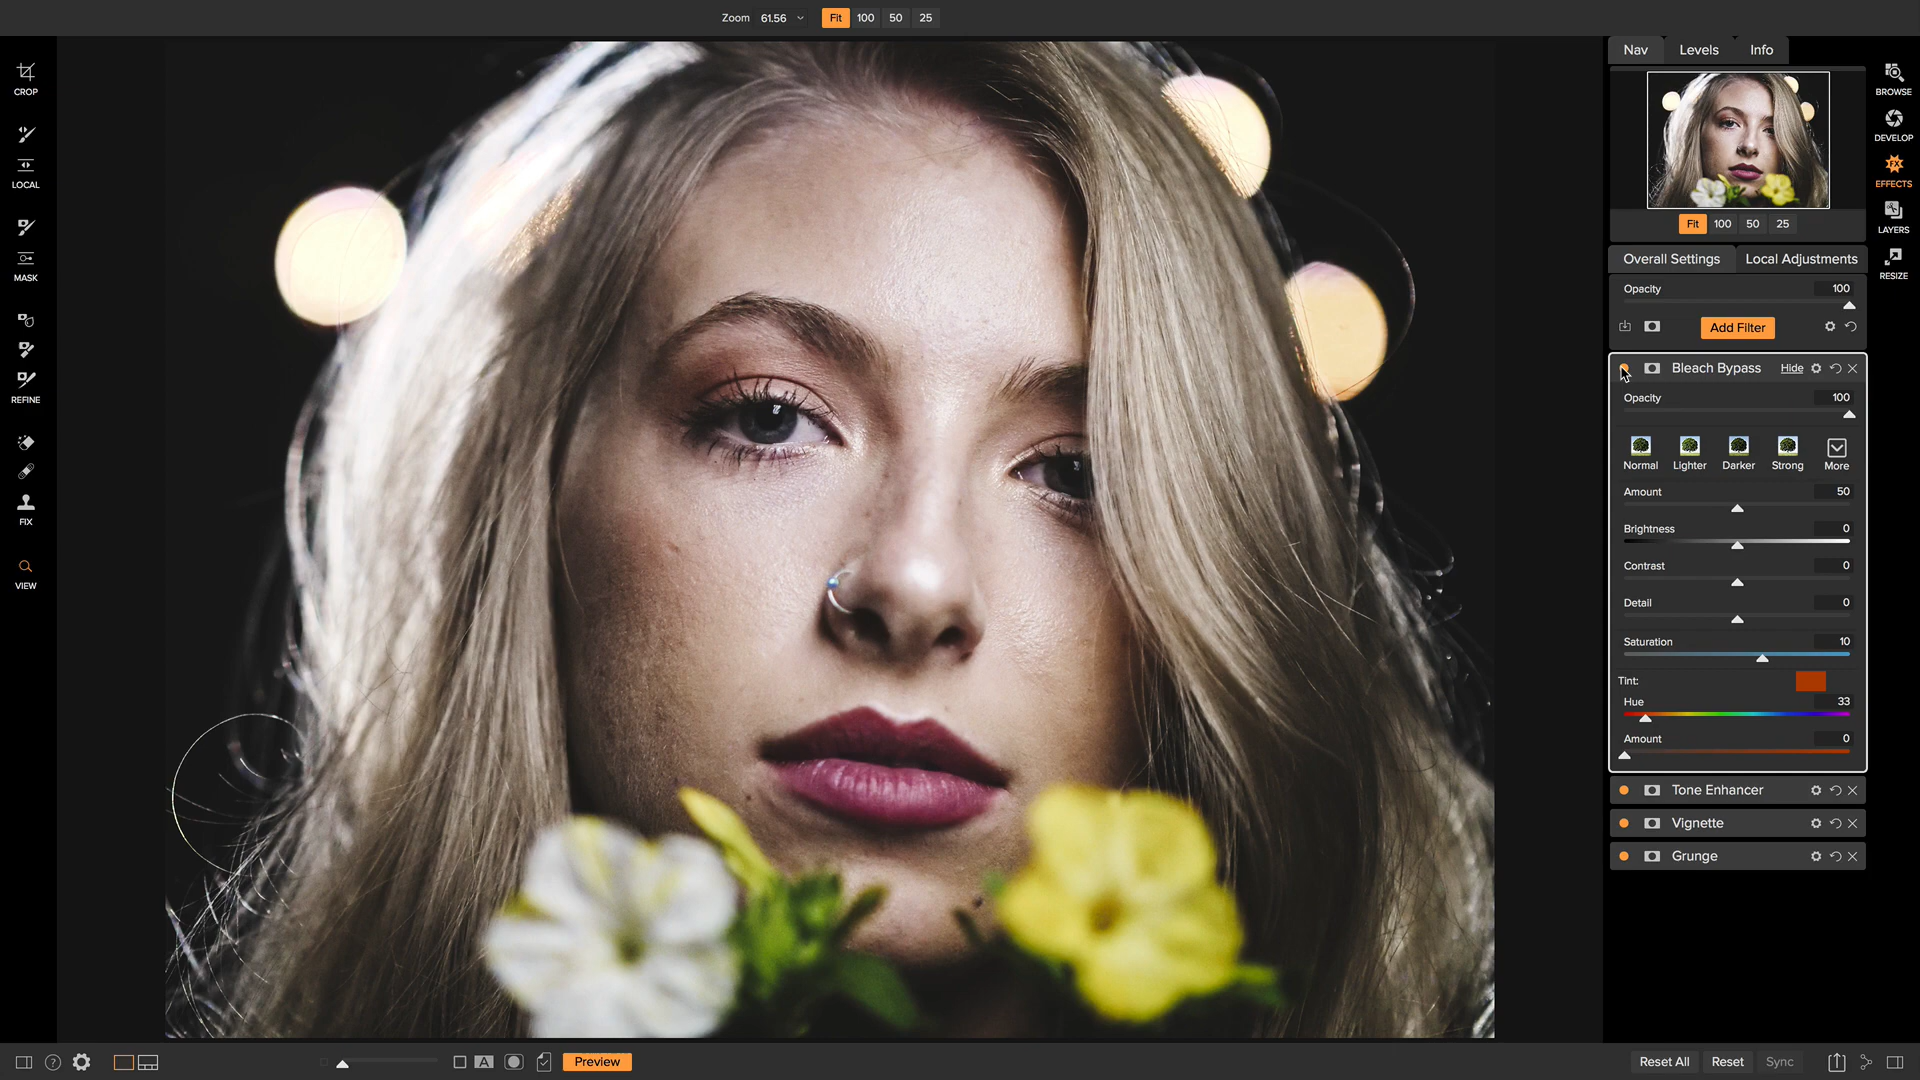 Zoom 61.56 Fit 100 50 25
CROP
LOCAL
MASK
REFINE
FIX
VIEW
Nav Levels Info
Fit 100 50 25
BROWSE
DEVELOP
FX
EFFECTS
LAYERS
RESIZE
Overall Settings Local Adjustments
Opacity 100
Add Filter
Bleach Bypass Hide
Opacity 100
Normal Lighter Darker Strong More
Amount 50
Brightness 0
Contrast 0
Detail 0
Saturation 10
Tint:
Hue 33
Amount 0
Tone Enhancer
Vignette
Grunge
? A Preview
Reset All Reset Sync